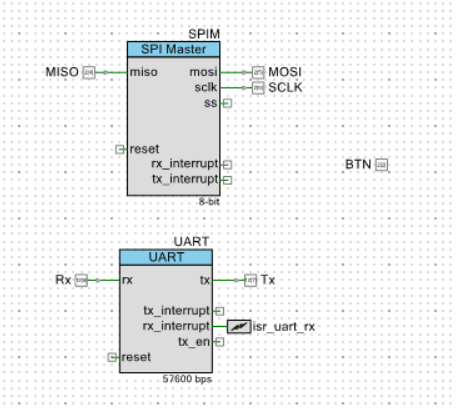 SPIM
SPI Master
MISO miso mosi MOSI
sclk SCLK
ss
reset
rx_interrupt BTN
tx_interrupt
8-bit
UART
UART
Rx rx tx Tx
tx_interrupt
rx_interrupt isr_uart_rx
tx_en
reset
57600 bps